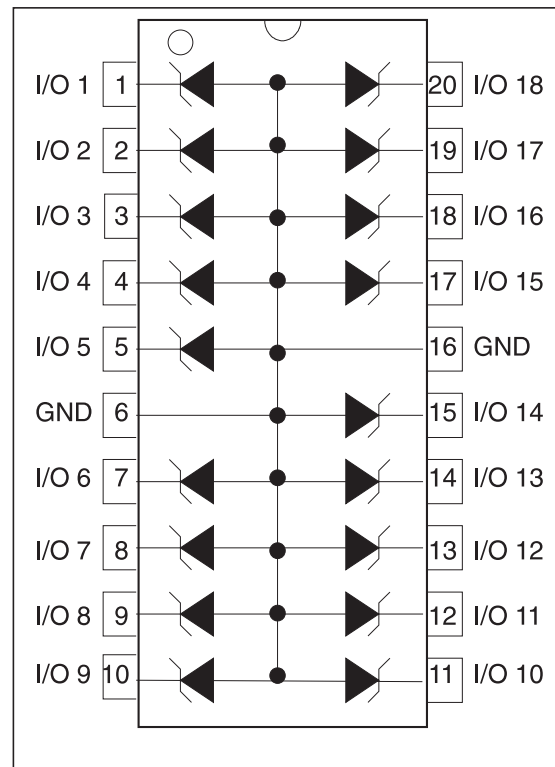 I/O 1 1 20 I/O 18
I/O 2 2 19 I/O 17
I/O 3 3 18 I/O 16
I/O 4 4 17 I/O 15
I/O 5 5 16 GND
GND 6 15 I/O 14
I/O 6 7 14 I/O 13
I/O 7 8 13 I/O 12
I/O 8 9 12 I/O 11
I/O 9 10 11 I/O 10